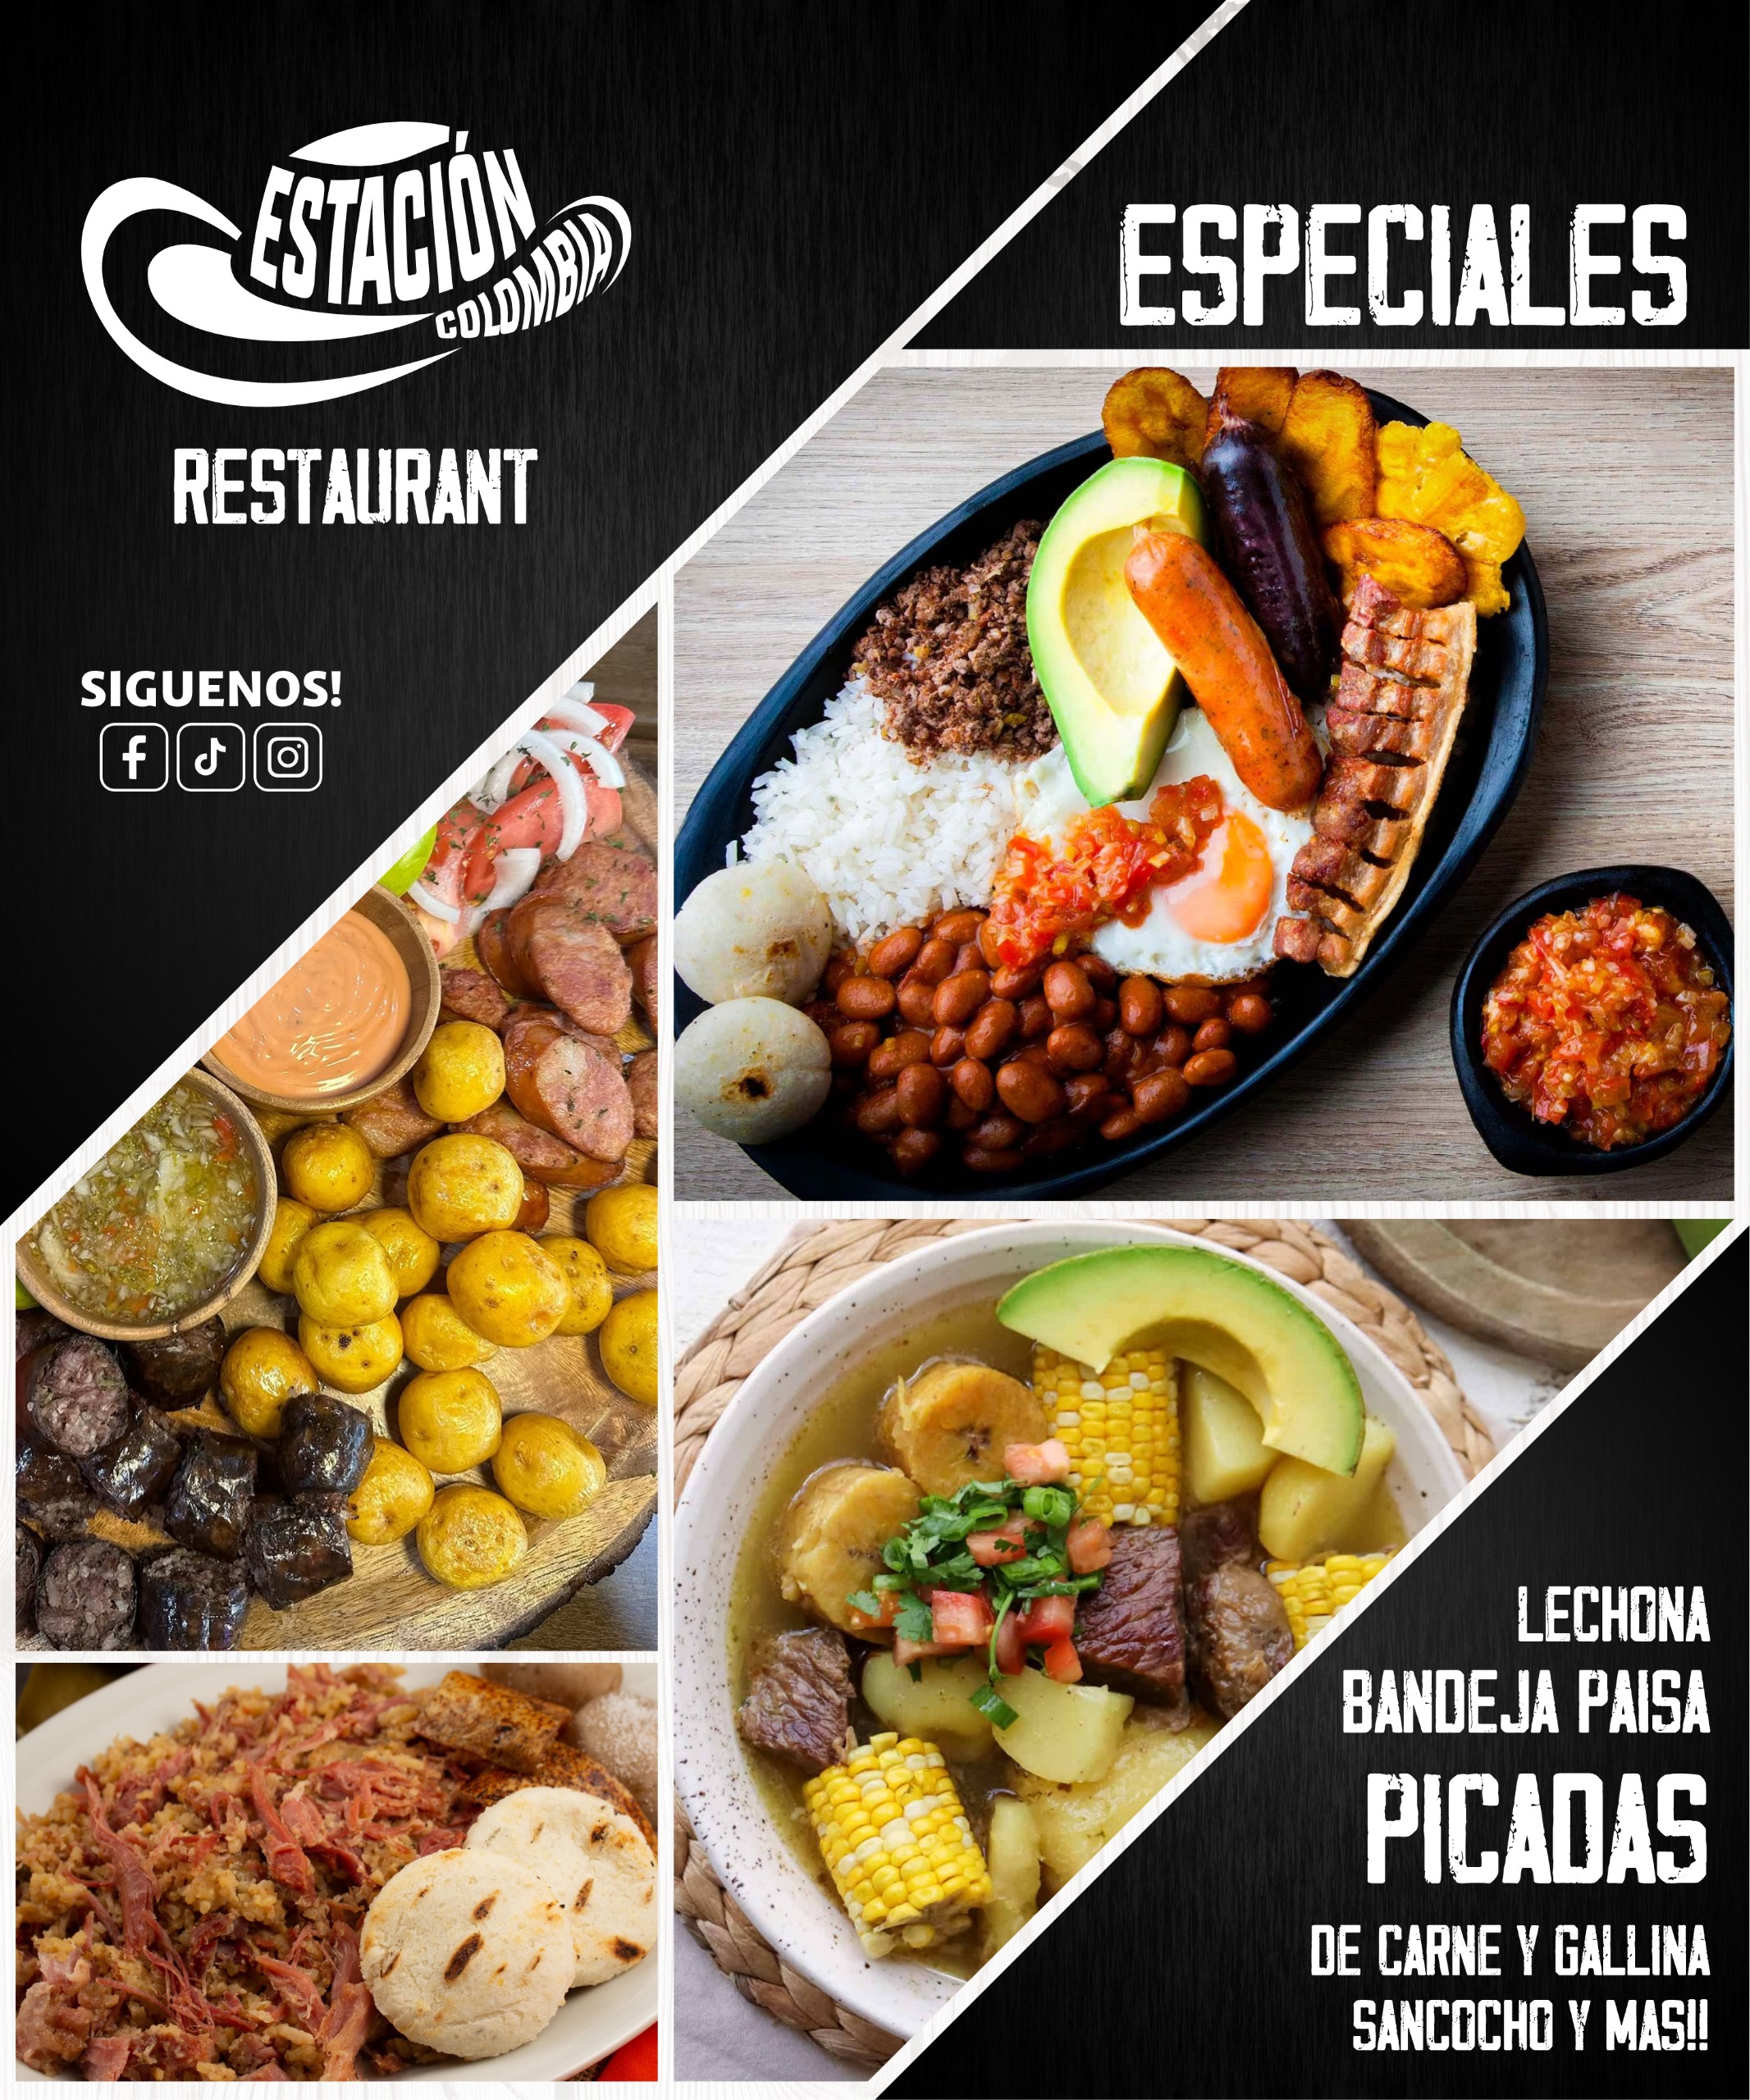 ESTACIÓN
COLOMBIA
RESTAURANT
SIGUENOS!
ESPECIALES
LECHONA
BANDEJA PAISA
PICADAS
DE CARNE Y GALLINA
SANCOCHO Y MAS!!